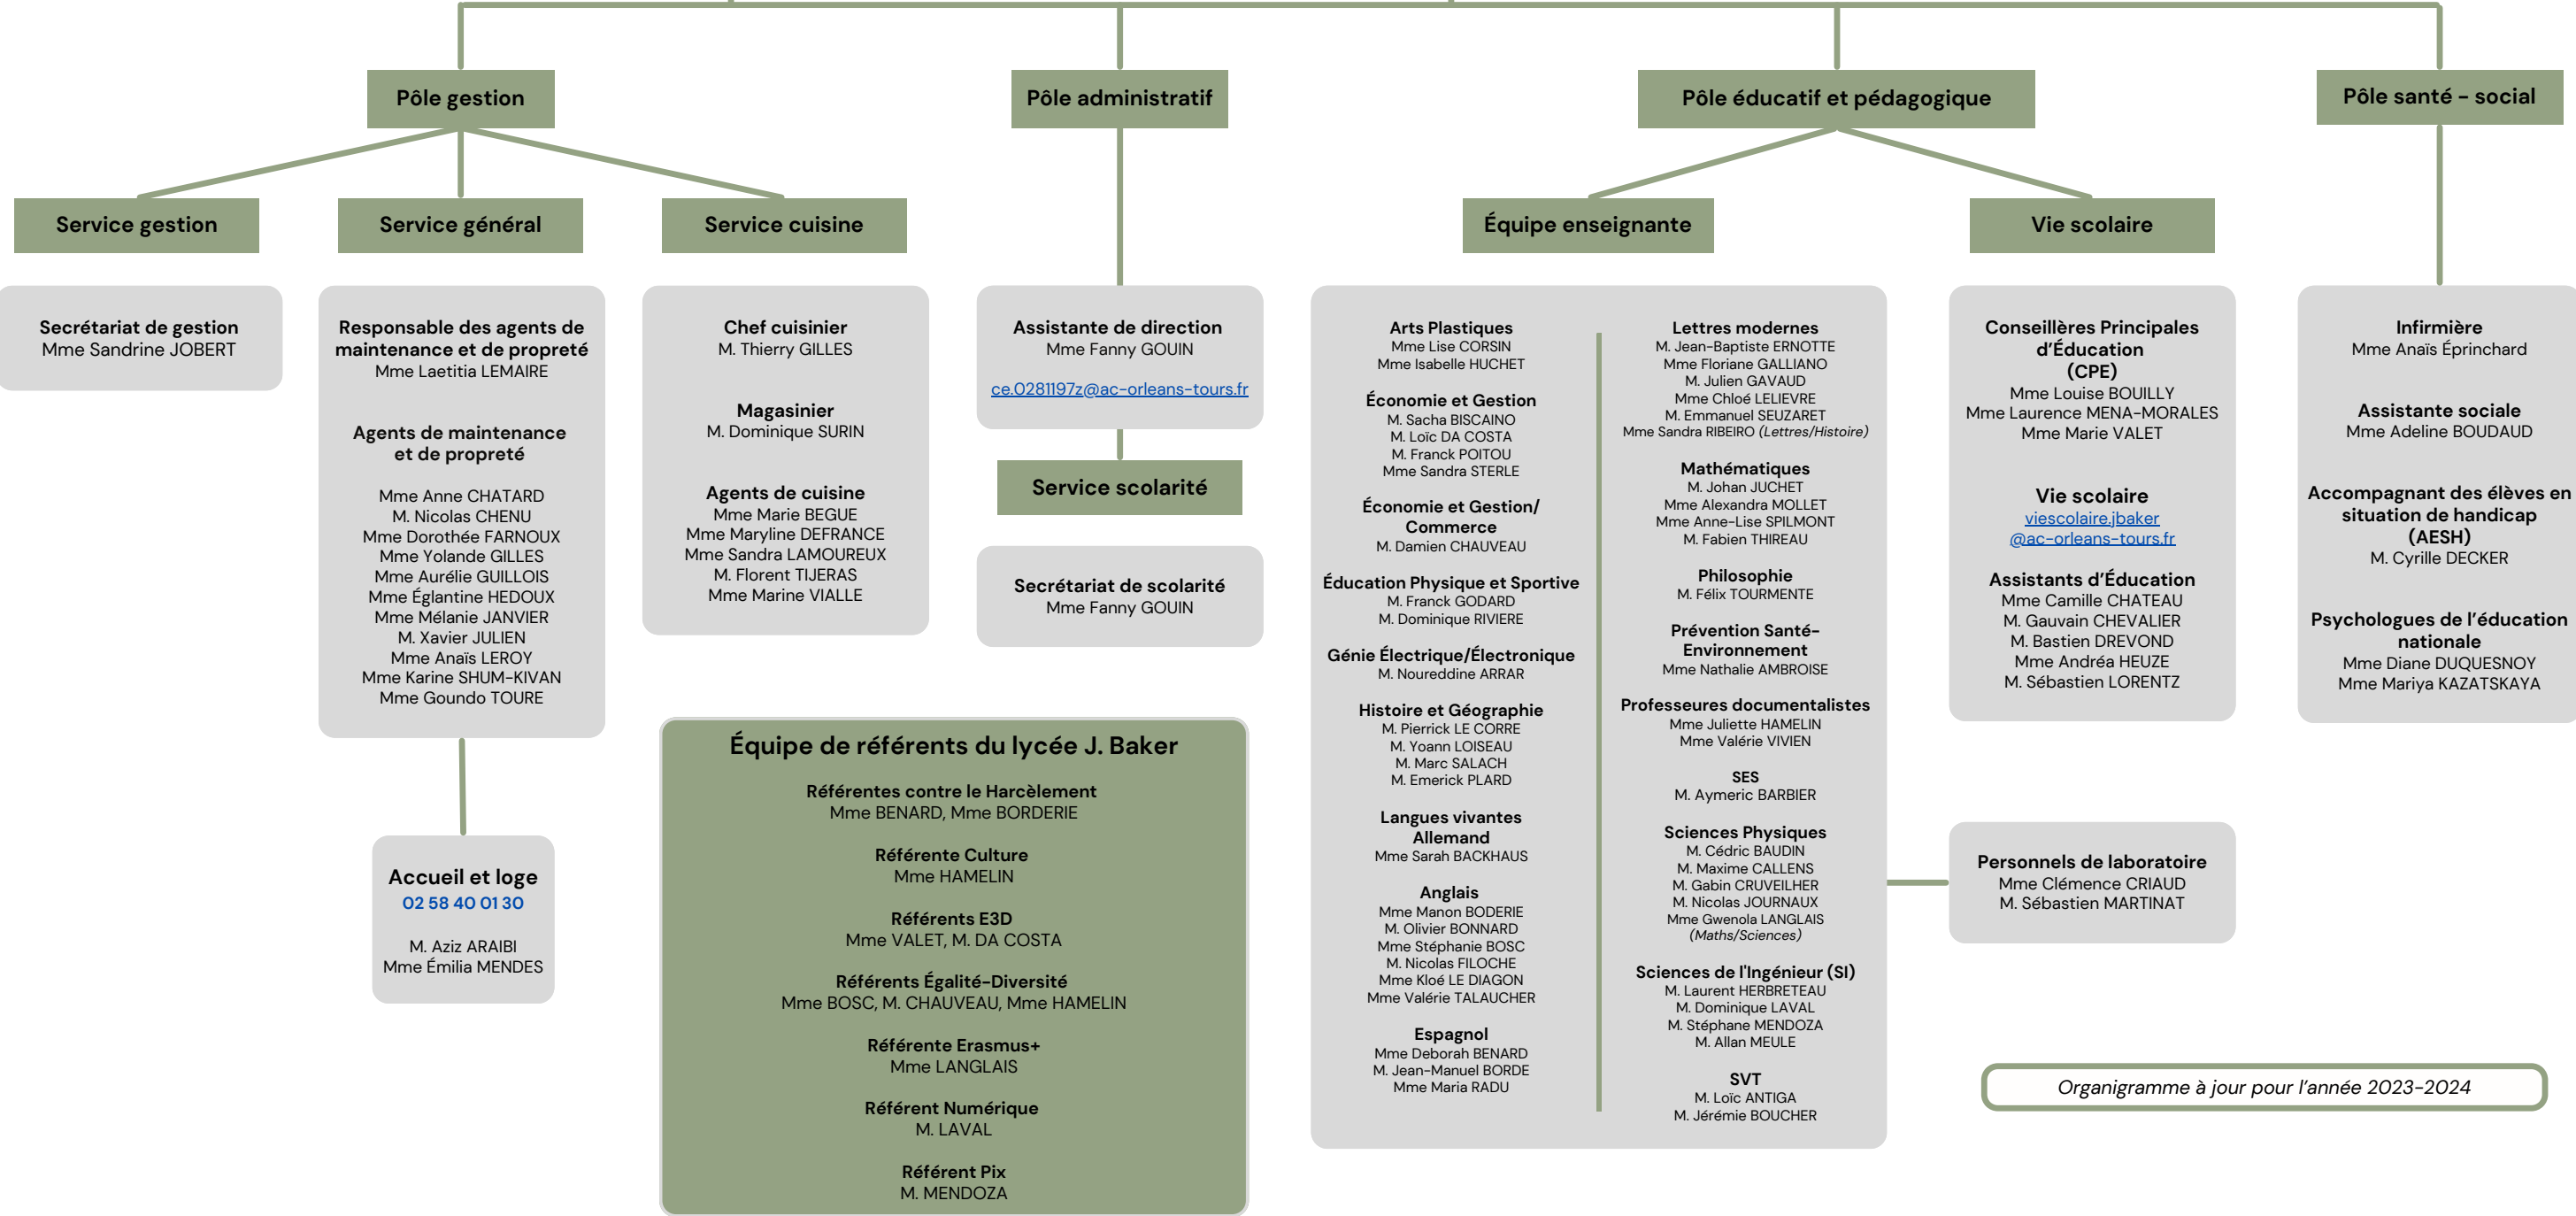 Pôle gestion
Pôle administratif
Pôle éducatif et pédagogique
Pôle santé - social
Service gestion
Service général
Service cuisine
Équipe enseignante
Vie scolaire
Secrétariat de gestion
Mme Sandrine JOBERT
Responsable des agents de
maintenance et de propreté
Mme Laetitia LEMAIRE
Agents de maintenance
et de propreté
Mme Anne CHATARD
M. Nicolas CHENU
Mme Dorothée FARNOUX
Mme Yolande GILLES
Mme Aurélie GUILLOIS
Mme Églantine HEDOUX
Mme Mélanie JANVIER
M. Xavier JULIEN
Mme Anaïs LEROY
Mme Karine SHUM-KIVAN
Mme Goundo TOURE
Accueil et loge
02 58 40 01 30
M. Aziz ARAIBI
Mme Émilia MENDES
Chef cuisinier
M. Thierry GILLES
Magasinier
M. Dominique SURIN
Agents de cuisine
Mme Marie BEGUE
Mme Maryline DEFRANCE
Mme Sandra LAMOUREUX
M. Florent TIJERAS
Mme Marine VIALLE
Assistante de direction
Mme Fanny GOUIN
ce.0281197z@ac-orleans-tours.fr
Service scolarité
Secrétariat de scolarité
Mme Fanny GOUIN
Équipe de référents du lycée J. Baker
Référentes contre le Harcèlement
Mme BENARD, Mme BORDERIE
Référente Culture
Mme HAMELIN
Référents E3D
Mme VALET, M. DA COSTA
Référents Égalité-Diversité
Mme BOSC, M. CHAUVEAU, Mme HAMELIN
Référente Erasmus+
Mme LANGLAIS
Référent Numérique
M. LAVAL
Référent Pix
M. MENDOZA
Arts Plastiques
Mme Lise CORSIN
Mme Isabelle HUCHET
Économie et Gestion
M. Sacha BISCAINO
M. Loïc DA COSTA
M. Franck POITOU
Mme Sandra STERLE
Économie et Gestion/
Commerce
M. Damien CHAUVEAU
Éducation Physique et Sportive
M. Franck GODARD
M. Dominique RIVIERE
Génie Électrique/Électronique
M. Noureddine ARRAR
Histoire et Géographie
M. Pierrick LE CORRE
M. Yoann LOISEAU
M. Marc SALACH
M. Emerick PLARD
Langues vivantes
Allemand
Mme Sarah BACKHAUS
Anglais
Mme Manon BODERIE
M. Olivier BONNARD
Mme Stéphanie BOSC
M. Nicolas FILOCHE
Mme Kloé LE DIAGON
Mme Valérie TALAUCHER
Espagnol
Mme Deborah BENARD
M. Jean-Manuel BORDE
Mme Maria RADU
Lettres modernes
M. Jean-Baptiste ERNOTTE
Mme Floriane GALLIANO
M. Julien GAVAUD
Mme Chloé LELIEVRE
M. Emmanuel SEUZARET
Mme Sandra RIBEIRO (Lettres/Histoire)
Mathématiques
M. Johan JUCHET
Mme Alexandra MOLLET
Mme Anne-Lise SPILMONT
M. Fabien THIREAU
Philosophie
M. Félix TOURMENTE
Prévention Santé-
Environnement
Mme Nathalie AMBROISE
Professeures documentalistes
Mme Juliette HAMELIN
Mme Valérie VIVIEN
SES
M. Aymeric BARBIER
Sciences Physiques
M. Cédric BAUDIN
M. Maxime CALLENS
M. Gabin CRUVEILHER
M. Nicolas JOURNAUX
Mme Gwenola LANGLAIS
(Maths/Sciences)
Sciences de l'Ingénieur (SI)
M. Laurent HERBRETEAU
M. Dominique LAVAL
M. Stéphane MENDOZA
M. Allan MEULE
SVT
M. Loïc ANTIGA
M. Jérémie BOUCHER
Conseillères Principales
d’Éducation
(CPE)
Mme Louise BOUILLY
Mme Laurence MENA-MORALES
Mme Marie VALET
Vie scolaire
viescolaire.jbaker
@ac-orleans-tours.fr
Assistants d’Éducation
Mme Camille CHATEAU
M. Gauvain CHEVALIER
M. Bastien DREVOND
Mme Andréa HEUZE
M. Sébastien LORENTZ
Personnels de laboratoire
Mme Clémence CRIAUD
M. Sébastien MARTINAT
Infirmière
Mme Anaïs Éprinchard
Assistante sociale
Mme Adeline BOUDAUD
Accompagnant des élèves en
situation de handicap
(AESH)
M. Cyrille DECKER
Psychologues de l’éducation
nationale
Mme Diane DUQUESNOY
Mme Mariya KAZATSKAYA
Organigramme à jour pour l’année 2023-2024